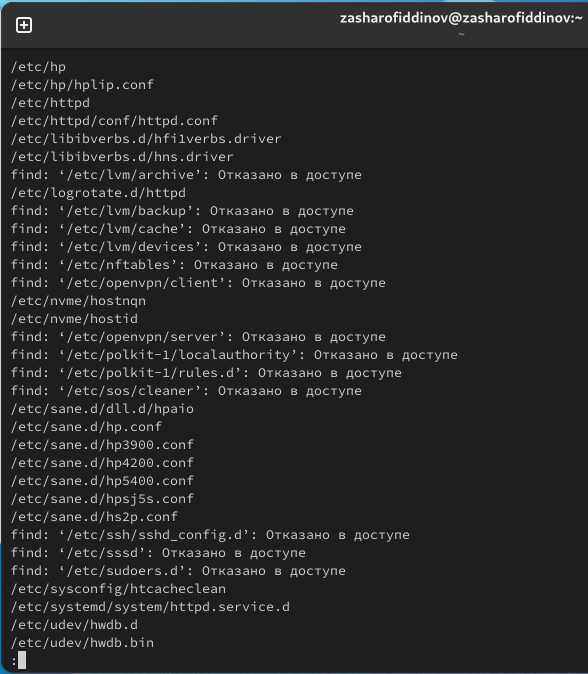 zasharofiddinov@zasharofiddinov:~
~
/etc/hp
/etc/hp/hplip.conf
/etc/httpd
/etc/httpd/conf/httpd.conf
/etc/libibverbs.d/hfi1verbs.driver
/etc/libibverbs.d/hns.driver
find: ‘/etc/lvm/archive’: Отказано в доступе
/etc/logrotate.d/httpd
find: ‘/etc/lvm/backup’: Отказано в доступе
find: ‘/etc/lvm/cache’: Отказано в доступе
find: ‘/etc/lvm/devices’: Отказано в доступе
find: ‘/etc/nftables’: Отказано в доступе
find: ‘/etc/openvpn/client’: Отказано в доступе
/etc/nvme/hostnqn
/etc/nvme/hostid
find: ‘/etc/openvpn/server’: Отказано в доступе
find: ‘/etc/polkit-1/localauthority’: Отказано в доступе
find: ‘/etc/polkit-1/rules.d’: Отказано в доступе
find: ‘/etc/sos/cleaner’: Отказано в доступе
/etc/sane.d/dll.d/hpaio
/etc/sane.d/hp.conf
/etc/sane.d/hp3900.conf
/etc/sane.d/hp4200.conf
/etc/sane.d/hp5400.conf
/etc/sane.d/hpsj5s.conf
/etc/sane.d/hs2p.conf
find: ‘/etc/ssh/sshd_config.d’: Отказано в доступе
find: ‘/etc/sssd’: Отказано в доступе
find: ‘/etc/sudoers.d’: Отказано в доступе
/etc/sysconfig/htcacheclean
/etc/systemd/system/httpd.service.d
/etc/udev/hwdb.d
/etc/udev/hwdb.bin
: